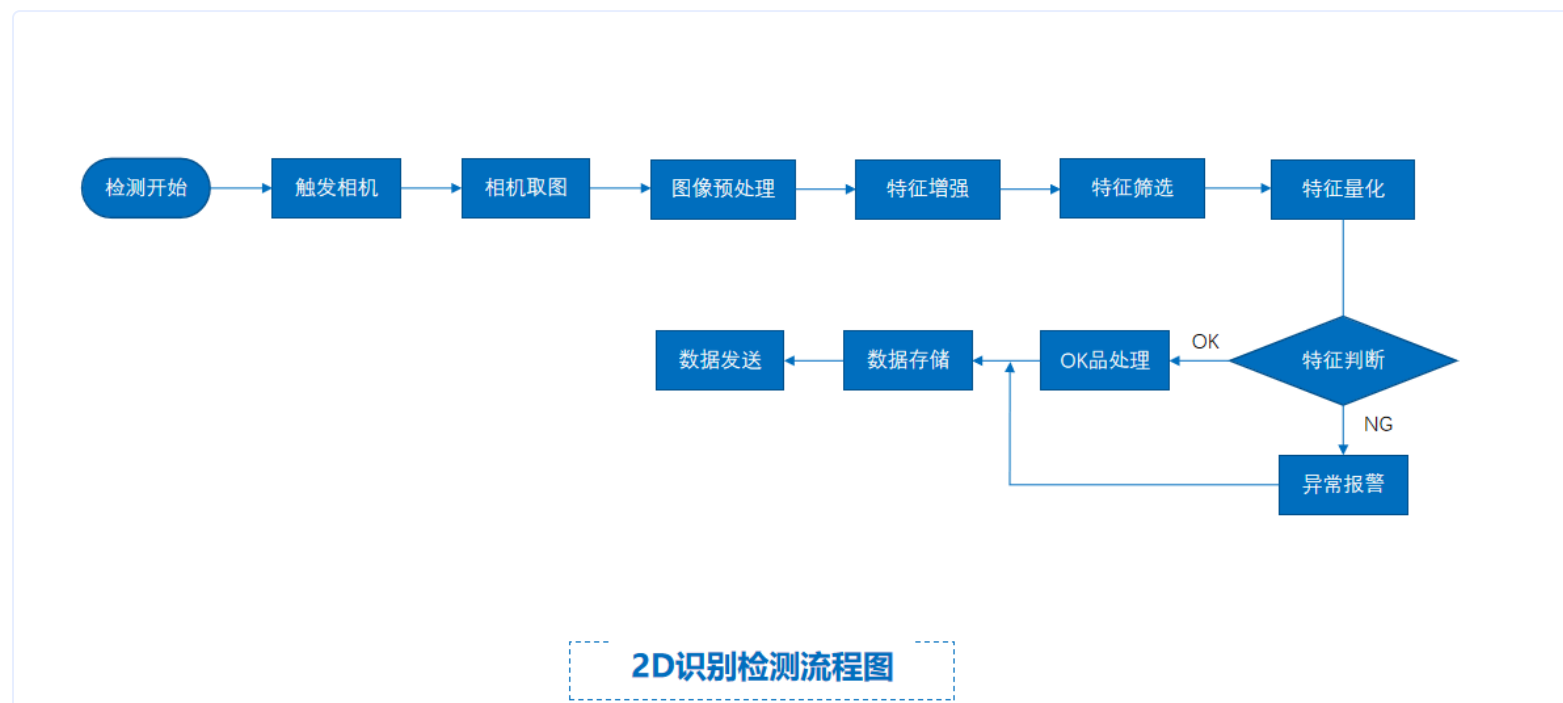 检测开始
触发相机
相机取图
图像预处理
特征增强
特征筛选
特征量化
特征判断
OK
OK品处理
数据存储
数据发送
NG
异常报警
2D识别检测流程图